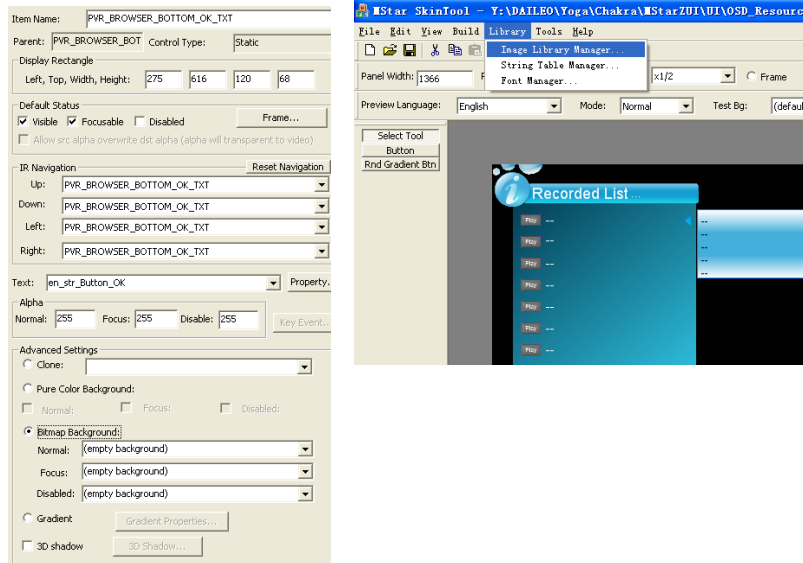 Item Name: PVR_BROWSER_BOTTOM_OK_TXT
Parent: PVR_BROWSER_BOT Control Type: Static
Display Rectangle
Left, Top, Width, Height: 275 616 120 68
Default Status
Visible Focusable Disabled Frame...
Allow src alpha overwrite dst alpha (alpha will transparent to video)
IR Navigation Reset Navigation
Up: PVR_BROWSER_BOTTOM_OK_TXT
Down: PVR_BROWSER_BOTTOM_OK_TXT
Left: PVR_BROWSER_BOTTOM_OK_TXT
Right: PVR_BROWSER_BOTTOM_OK_TXT
Text: en_str_Button_OK Property.
Alpha
Normal: 255 Focus: 255 Disable: 255 Key Event..
Advanced Settings
Clone:
Pure Color Background:
Normal: Focus: Disabled:
Bitmap Background:
Normal: (empty background)
Focus: (empty background)
Disabled: (empty background)
Gradient Gradient Properties...
3D shadow 3D Shadow...
MStar SkinTool - Y:\DAILEO\Yoga\Chakra\MStarZUI\UI\OSD_Resourc
File Edit View Build Library Tools Help
Image Library Manager...
String Table Manager...
Font Manager...
Panel Width: 1366 P x1/2 Frame
Preview Language: English Mode: Normal Test Bg: (defaul
Select Tool
Button
Rnd Gradient Btn
i Recorded List ...
Play -- --
Play -- --
Play -- --
Play -- --
Play -- --
Play --
Play --